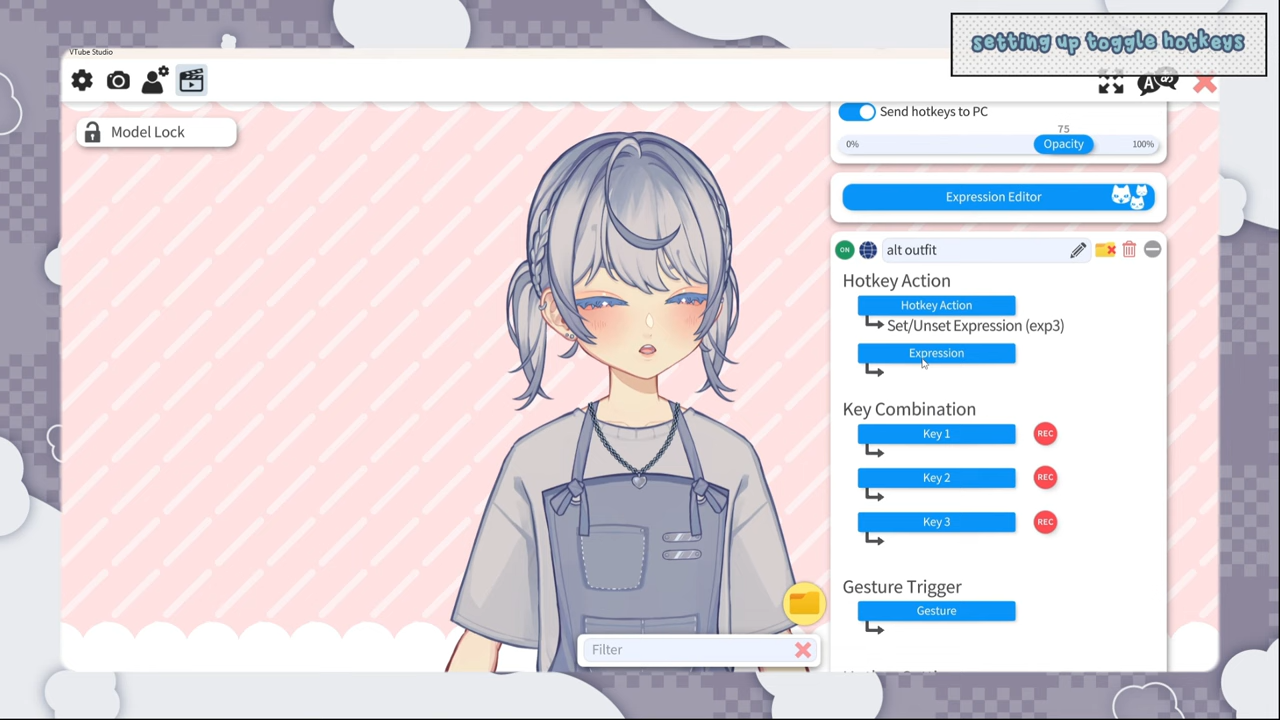 setting up toggle hotkeys
VTube Studio
Model Lock
Send hotkeys to PC
75
0%
Opacity
100%
Expression Editor
ON
alt outfit
Hotkey Action
Hotkey Action
Set/Unset Expression (exp3)
Expression
Key Combination
Key 1
REC
Key 2
REC
Key 3
REC
Gesture Trigger
Gesture
Filter